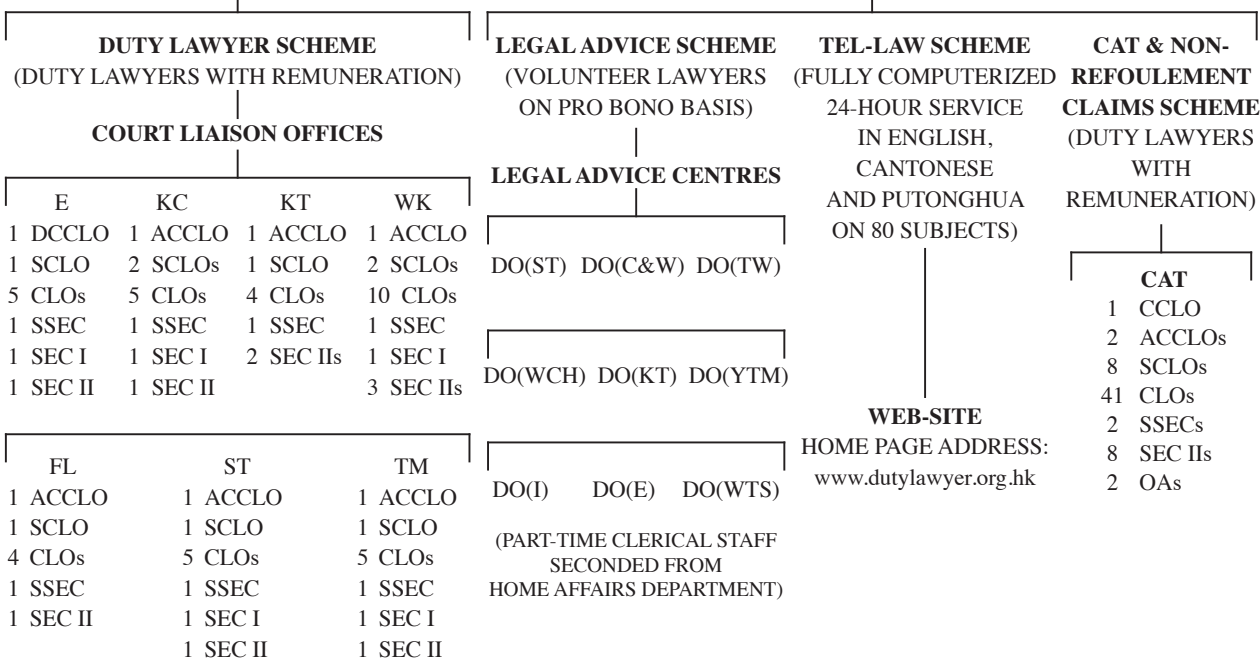 DUTY LAWYER SCHEME
(DUTY LAWYERS WITH REMUNERATION)
COURT LIAISON OFFICES
E
1 DCCLO
1 SCLO
5 CLOs
1 SSEC
1 SEC I
1 SEC II
KC
1 ACCLO
2 SCLOs
5 CLOs
1 SSEC
1 SEC I
1 SEC II
KT
1 ACCLO
1 SCLO
4 CLOs
1 SSEC
2 SEC IIs
WK
1 ACCLO
2 SCLOs
10 CLOs
1 SSEC
1 SEC I
3 SEC IIs
FL
1 ACCLO
1 SCLO
4 CLOs
1 SSEC
1 SEC II
ST
1 ACCLO
1 SCLO
5 CLOs
1 SSEC
1 SEC I
1 SEC II
TM
1 ACCLO
1 SCLO
5 CLOs
1 SSEC
1 SEC I
1 SEC II
LEGAL ADVICE SCHEME
(VOLUNTEER LAWYERS
ON PRO BONO BASIS)
LEGAL ADVICE CENTRES
DO(ST) DO(C&W) DO(TW)
DO(WCH) DO(KT) DO(YTM)
DO(I) DO(E) DO(WTS)
(PART-TIME CLERICAL STAFF
SECONDED FROM
HOME AFFAIRS DEPARTMENT)
TEL-LAW SCHEME
(FULLY COMPUTERIZED
24-HOUR SERVICE
IN ENGLISH,
CANTONESE
AND PUTONGHUA
ON 80 SUBJECTS)
WEB-SITE
HOME PAGE ADDRESS:
www.dutylawyer.org.hk
CAT & NON-
REFOULEMENT
CLAIMS SCHEME
(DUTY LAWYERS
WITH
REMUNERATION)
CAT
1 CCLO
2 ACCLOs
8 SCLOs
41 CLOs
2 SSECs
8 SEC IIs
2 OAs